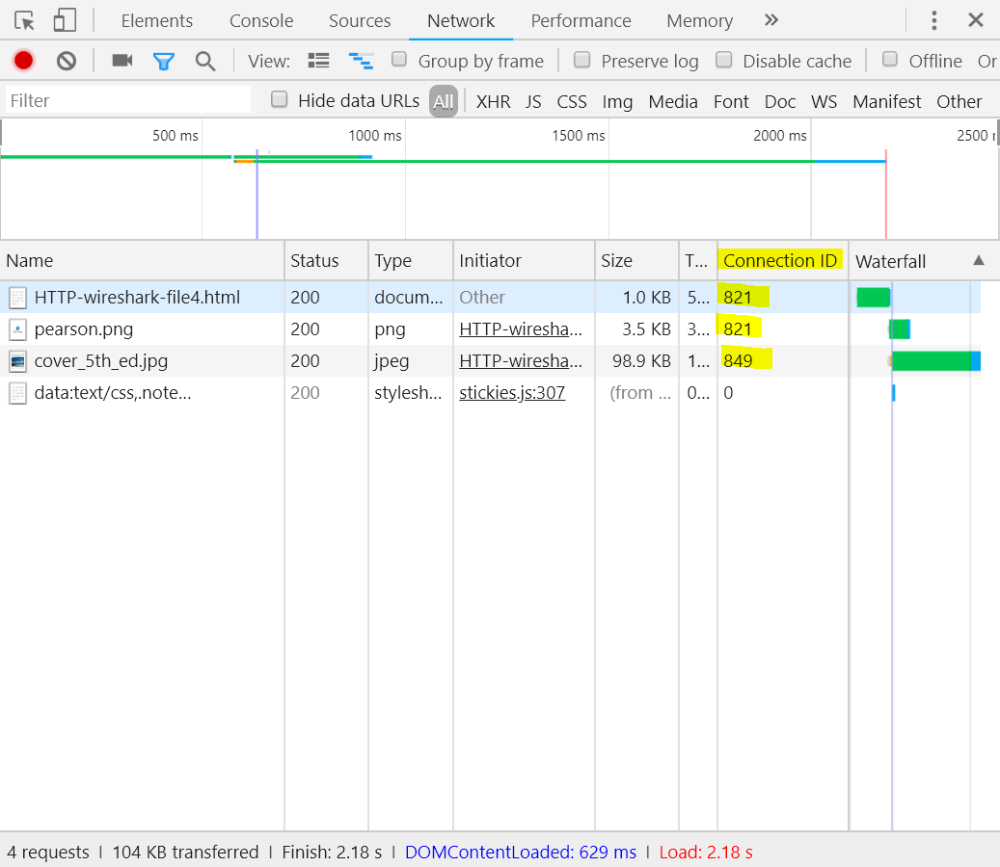 Elements Console Sources Network Performance Memory
View: Group by frame Preserve log Disable cache Offline Or
Filter Hide data URLs All XHR JS CSS Img Media Font Doc WS Manifest Other
500 ms 1000 ms 1500 ms 2000 ms 2500
Name Status Type Initiator Size T... Connection ID Waterfall
HTTP-wireshark-file4.html 200 docum... Other 1.0 KB 5... 821
pearson.png 200 png HTTP-wiresha... 3.5 KB 3... 821
cover_5th_ed.jpg 200 jpeg HTTP-wiresha... 98.9 KB 1... 849
data:text/css,.note... 200 stylesh... stickies.js:307 (from ... 0... 0
4 requests | 104 KB transferred | Finish: 2.18 s | DOMContentLoaded: 629 ms | Load: 2.18 s